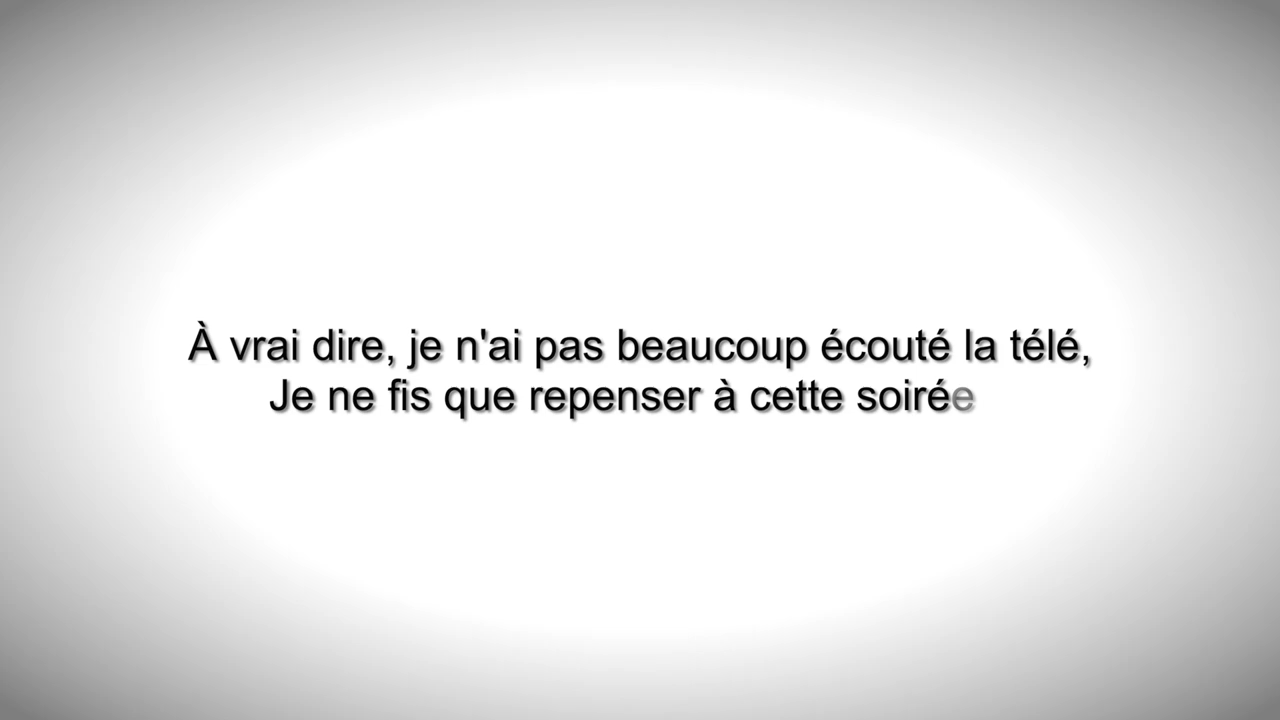 À vrai dire, je n'ai pas beaucoup écouté la télé,
Je ne fis que repenser à cette soirée